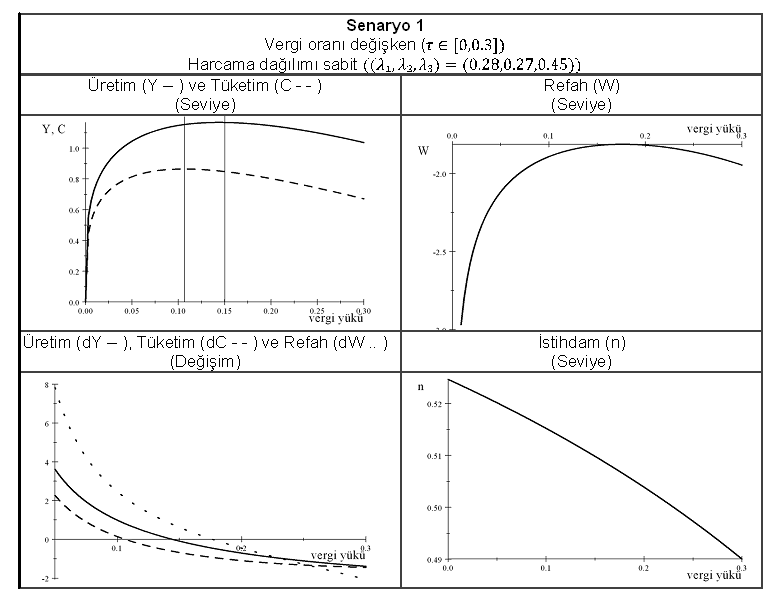 Senaryo 1
Vergi oranı değişken (τ ∈ [0,0.3])
Harcama dağılımı sabit ((λ₁, λ₂, λ₃) = (0.28,0.27,0.45))
Üretim (Y – ) ve Tüketim (C - - )
(Seviye)
Refah (W)
(Seviye)
Y, C
1.0
0.8
0.6
0.4
0.2
0.0
0.00 0.05 0.10 0.15 0.20 0.25 0.30
vergi yükü
vergi yükü
0.0 0.1 0.2 0.3
W
-2.0
-2.5
Üretim (dY – ), Tüketim (dC - - ) ve Refah (dW .. )
(Değişim)
İstihdam (n)
(Seviye)
8
6
4
2
0
-2
0.1 0.2 0.3
vergi yükü
n
0.52
0.51
0.50
0.49
0.0 0.1 0.2 0.3
vergi yükü